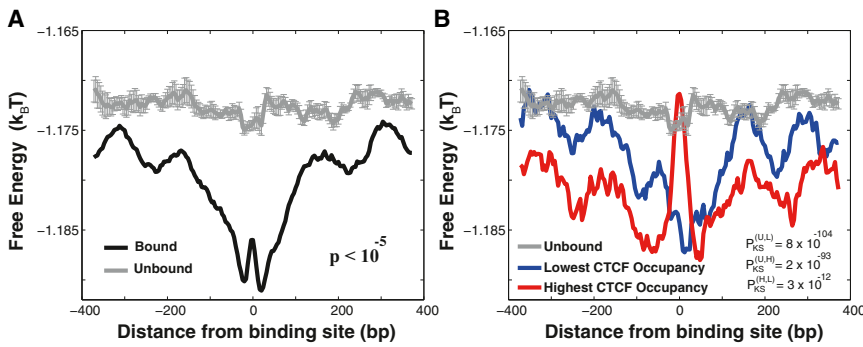 A
Free Energy (kBT)
−1.165
−1.175
−1.185
Bound
Unbound
p < 10^-5
−400 −200 0 200 400
Distance from binding site (bp)
B
Free Energy (kBT)
−1.165
−1.175
−1.185
Unbound
Lowest CTCF Occupancy
Highest CTCF Occupancy
P_KS^(U,L) = 8 x 10^-104
P_KS^(U,H) = 2 x 10^-93
P_KS^(H,L) = 3 x 10^-12
−400 −200 0 200 400
Distance from binding site (bp)